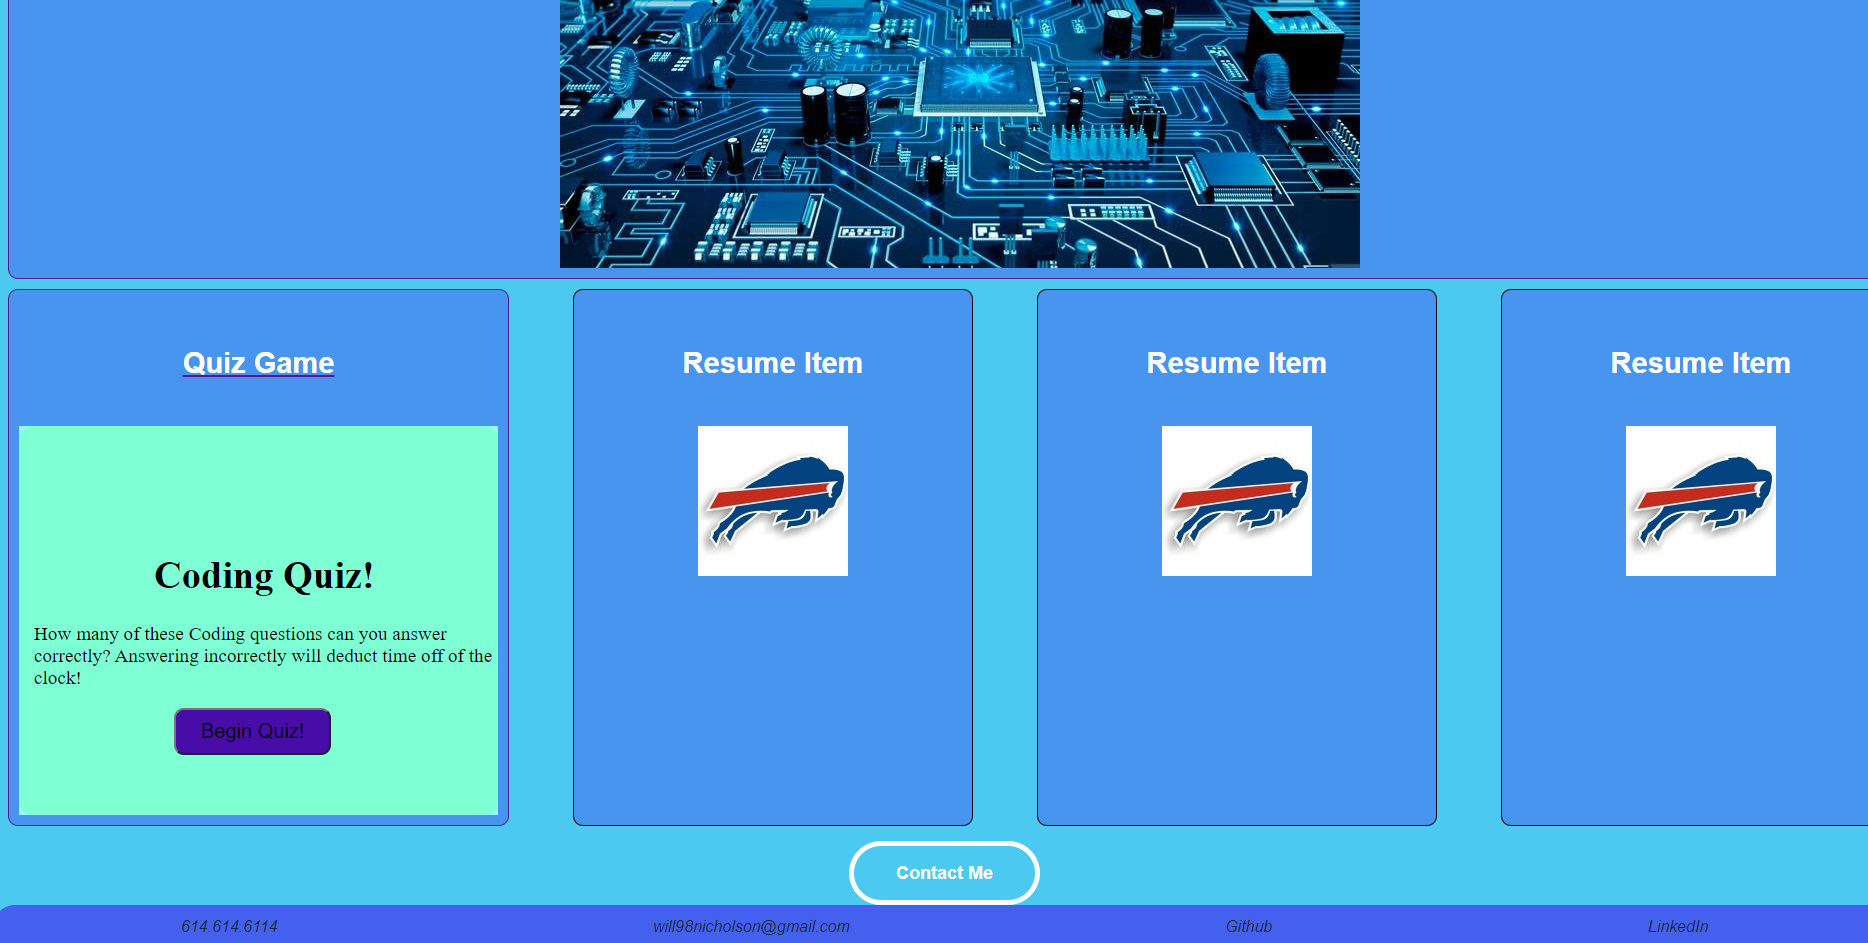 Quiz Game
Resume Item
Resume Item
Resume Item
Coding Quiz!
How many of these Coding questions can you answer
correctly? Answering incorrectly will deduct time off of the
clock!
Begin Quiz!
Contact Me
614.614.6114
will98nicholson@gmail.com
Github
LinkedIn